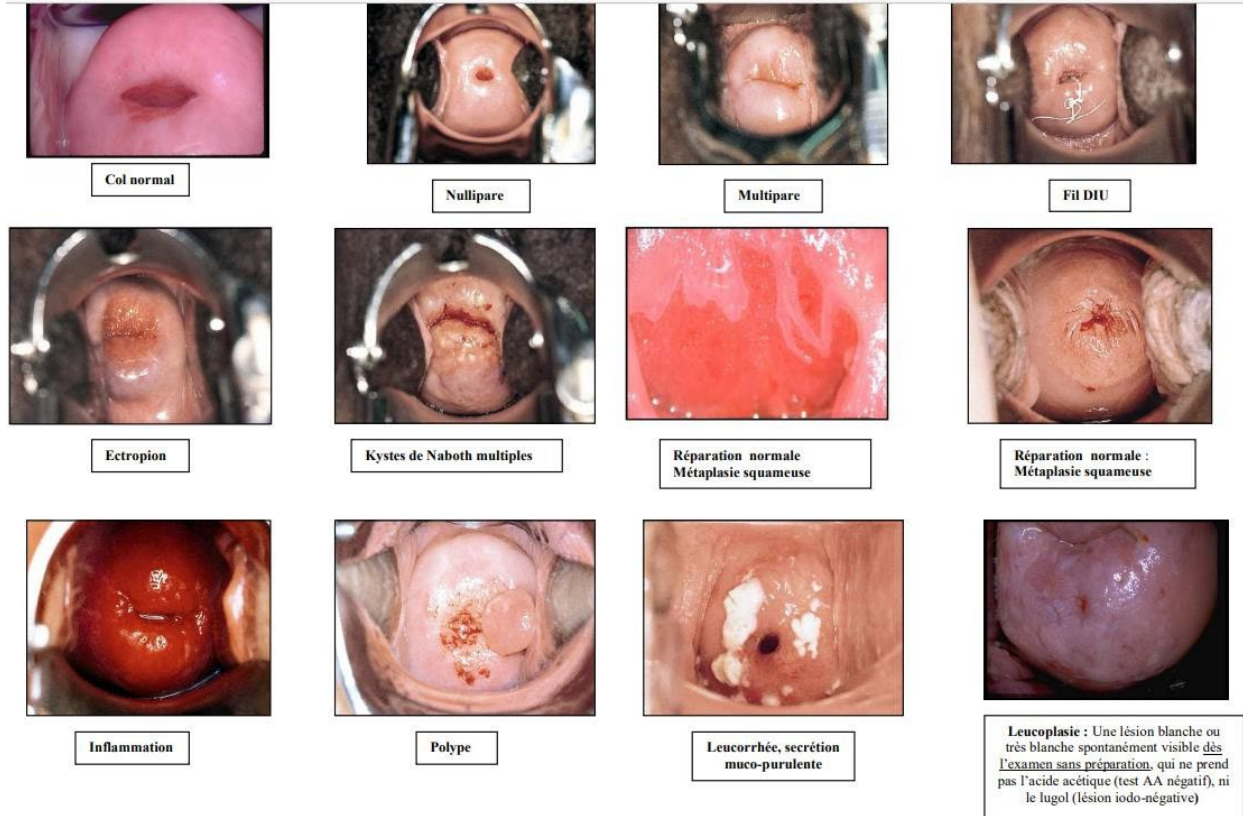 Col normal
Nullipare
Multipare
Fil DIU
Ectropion
Kystes de Naboth multiples
Réparation normale
Métaplasie squameuse
Réparation normale :
Métaplasie squameuse
Inflammation
Polype
Leucorrhée, secrétion
muco-purulente
Leucoplasie : Une lésion blanche ou
très blanche spontanément visible dès
l'examen sans préparation, qui ne prend
pas l'acide acétique (test AA négatif), ni
le lugol (lésion iodo-négative)